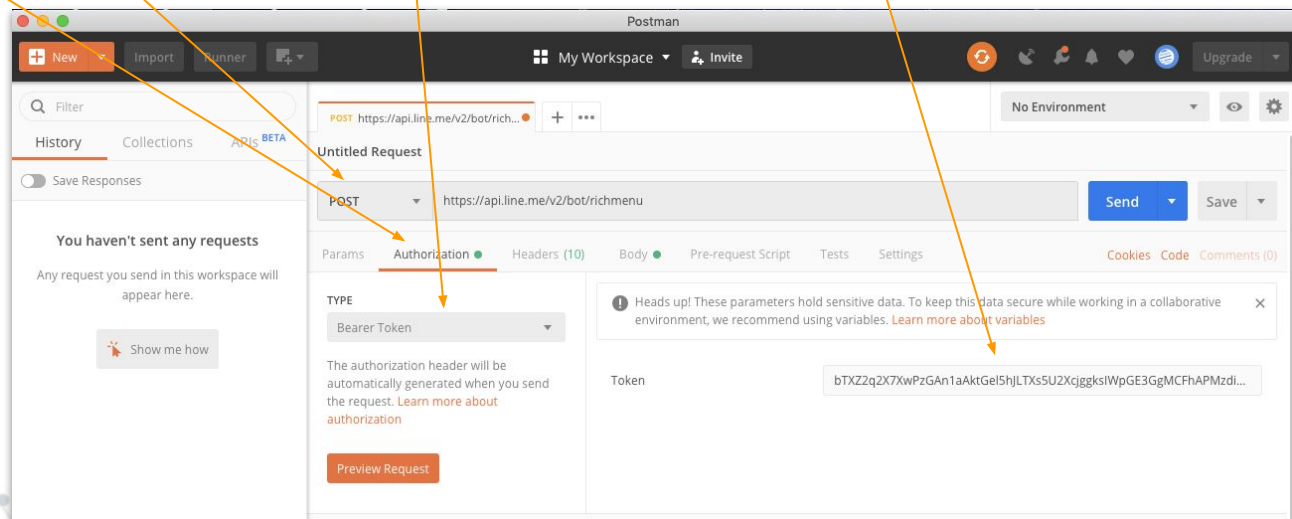 Postman
New Import Runner My Workspace Invite Upgrade
Filter
History Collections APIs BETA
Save Responses
You haven't sent any requests
Any request you send in this workspace will
appear here.
Show me how
POST https://api.line.me/v2/bot/rich... + •••
No Environment
Untitled Request
POST https://api.line.me/v2/bot/richmenu Send Save
Params Authorization Headers (10) Body Pre-request Script Tests Settings Cookies Code Comments (0)
TYPE
Bearer Token
The authorization header will be
automatically generated when you send
the request. Learn more about
authorization
Preview Request
Heads up! These parameters hold sensitive data. To keep this data secure while working in a collaborative
environment, we recommend using variables. Learn more about variables
Token bTXZ2q2X7XwPzGAn1aAktGel5hJLTXs5U2XcjggksIWpGE3GgMCFhAPMzdi...